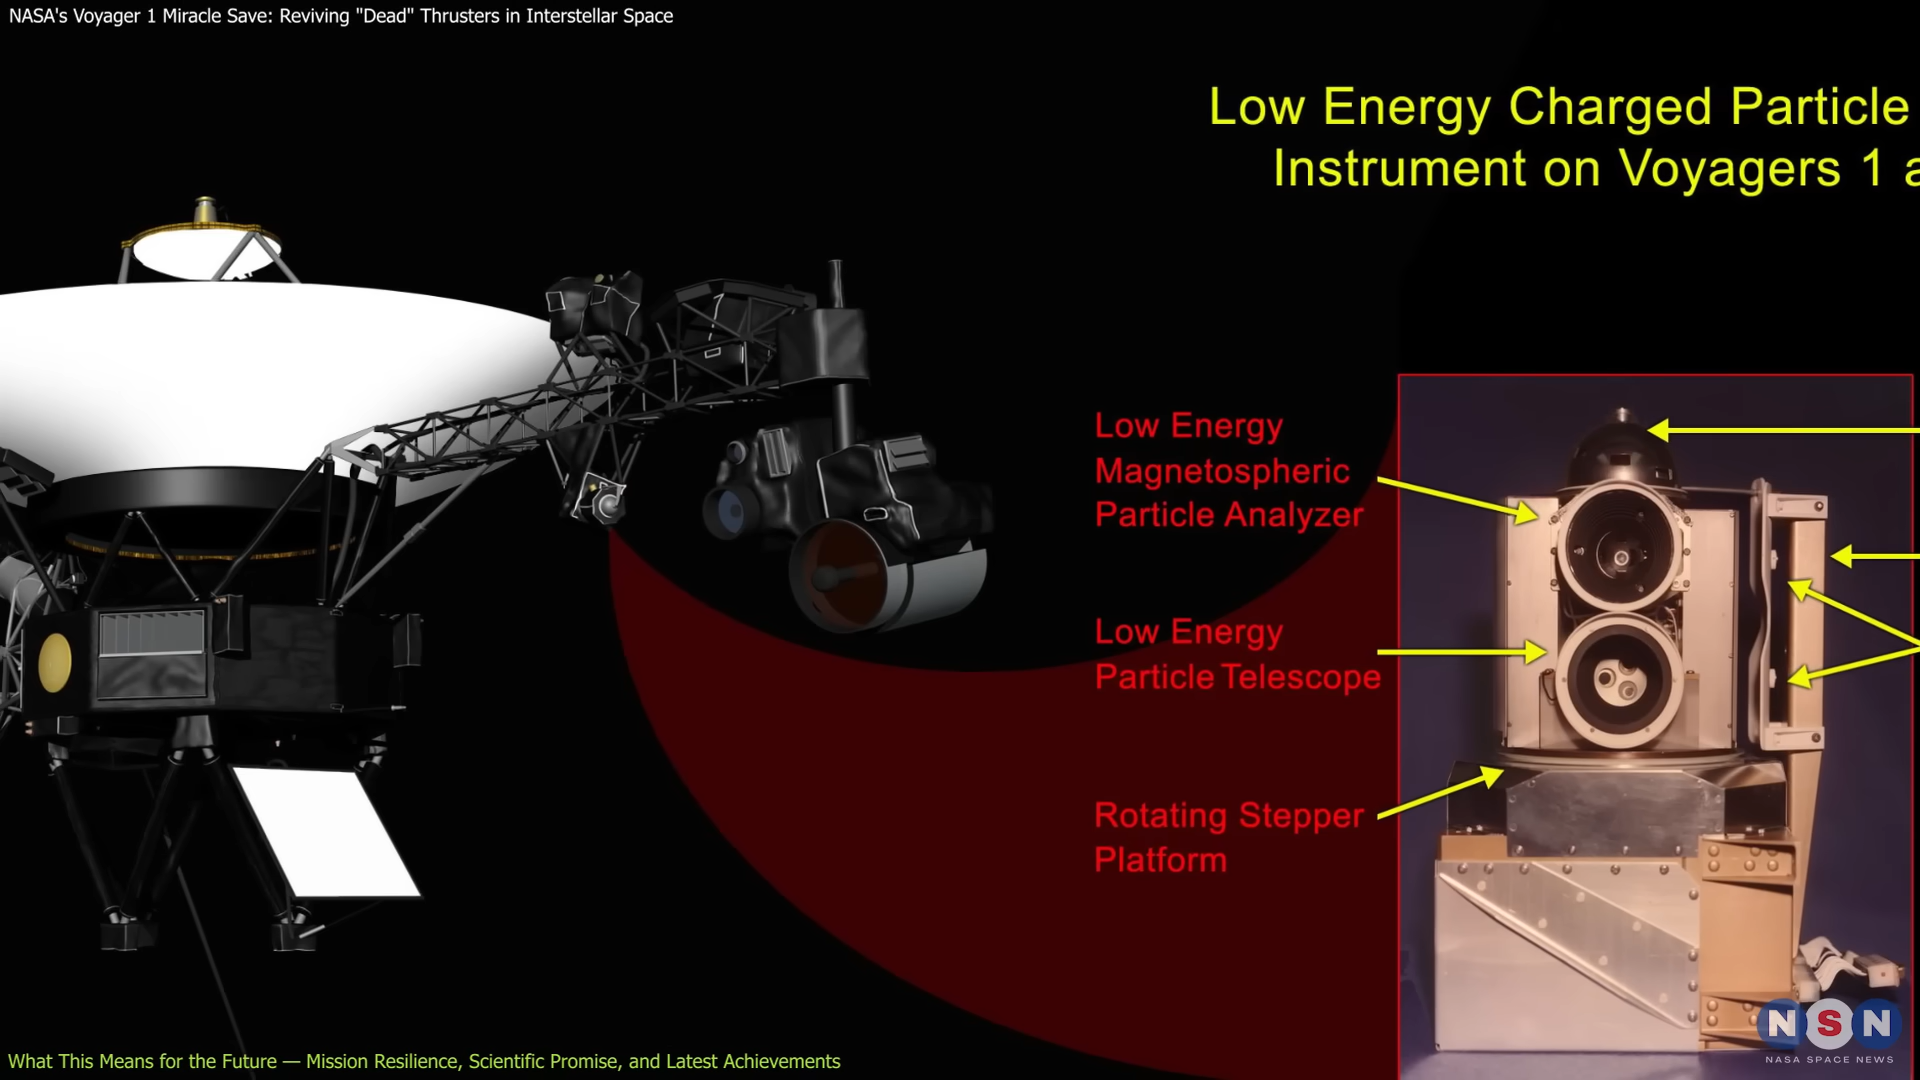 NASA's Voyager 1 Miracle Save: Reviving "Dead" Thrusters in Interstellar Space
Low Energy Charged Particle
Instrument on Voyagers 1 a
Low Energy
Magnetospheric
Particle Analyzer
Low Energy
Particle Telescope
Rotating Stepper
Platform
NSN
NASA SPACE NEWS
What This Means for the Future — Mission Resilience, Scientific Promise, and Latest Achievements